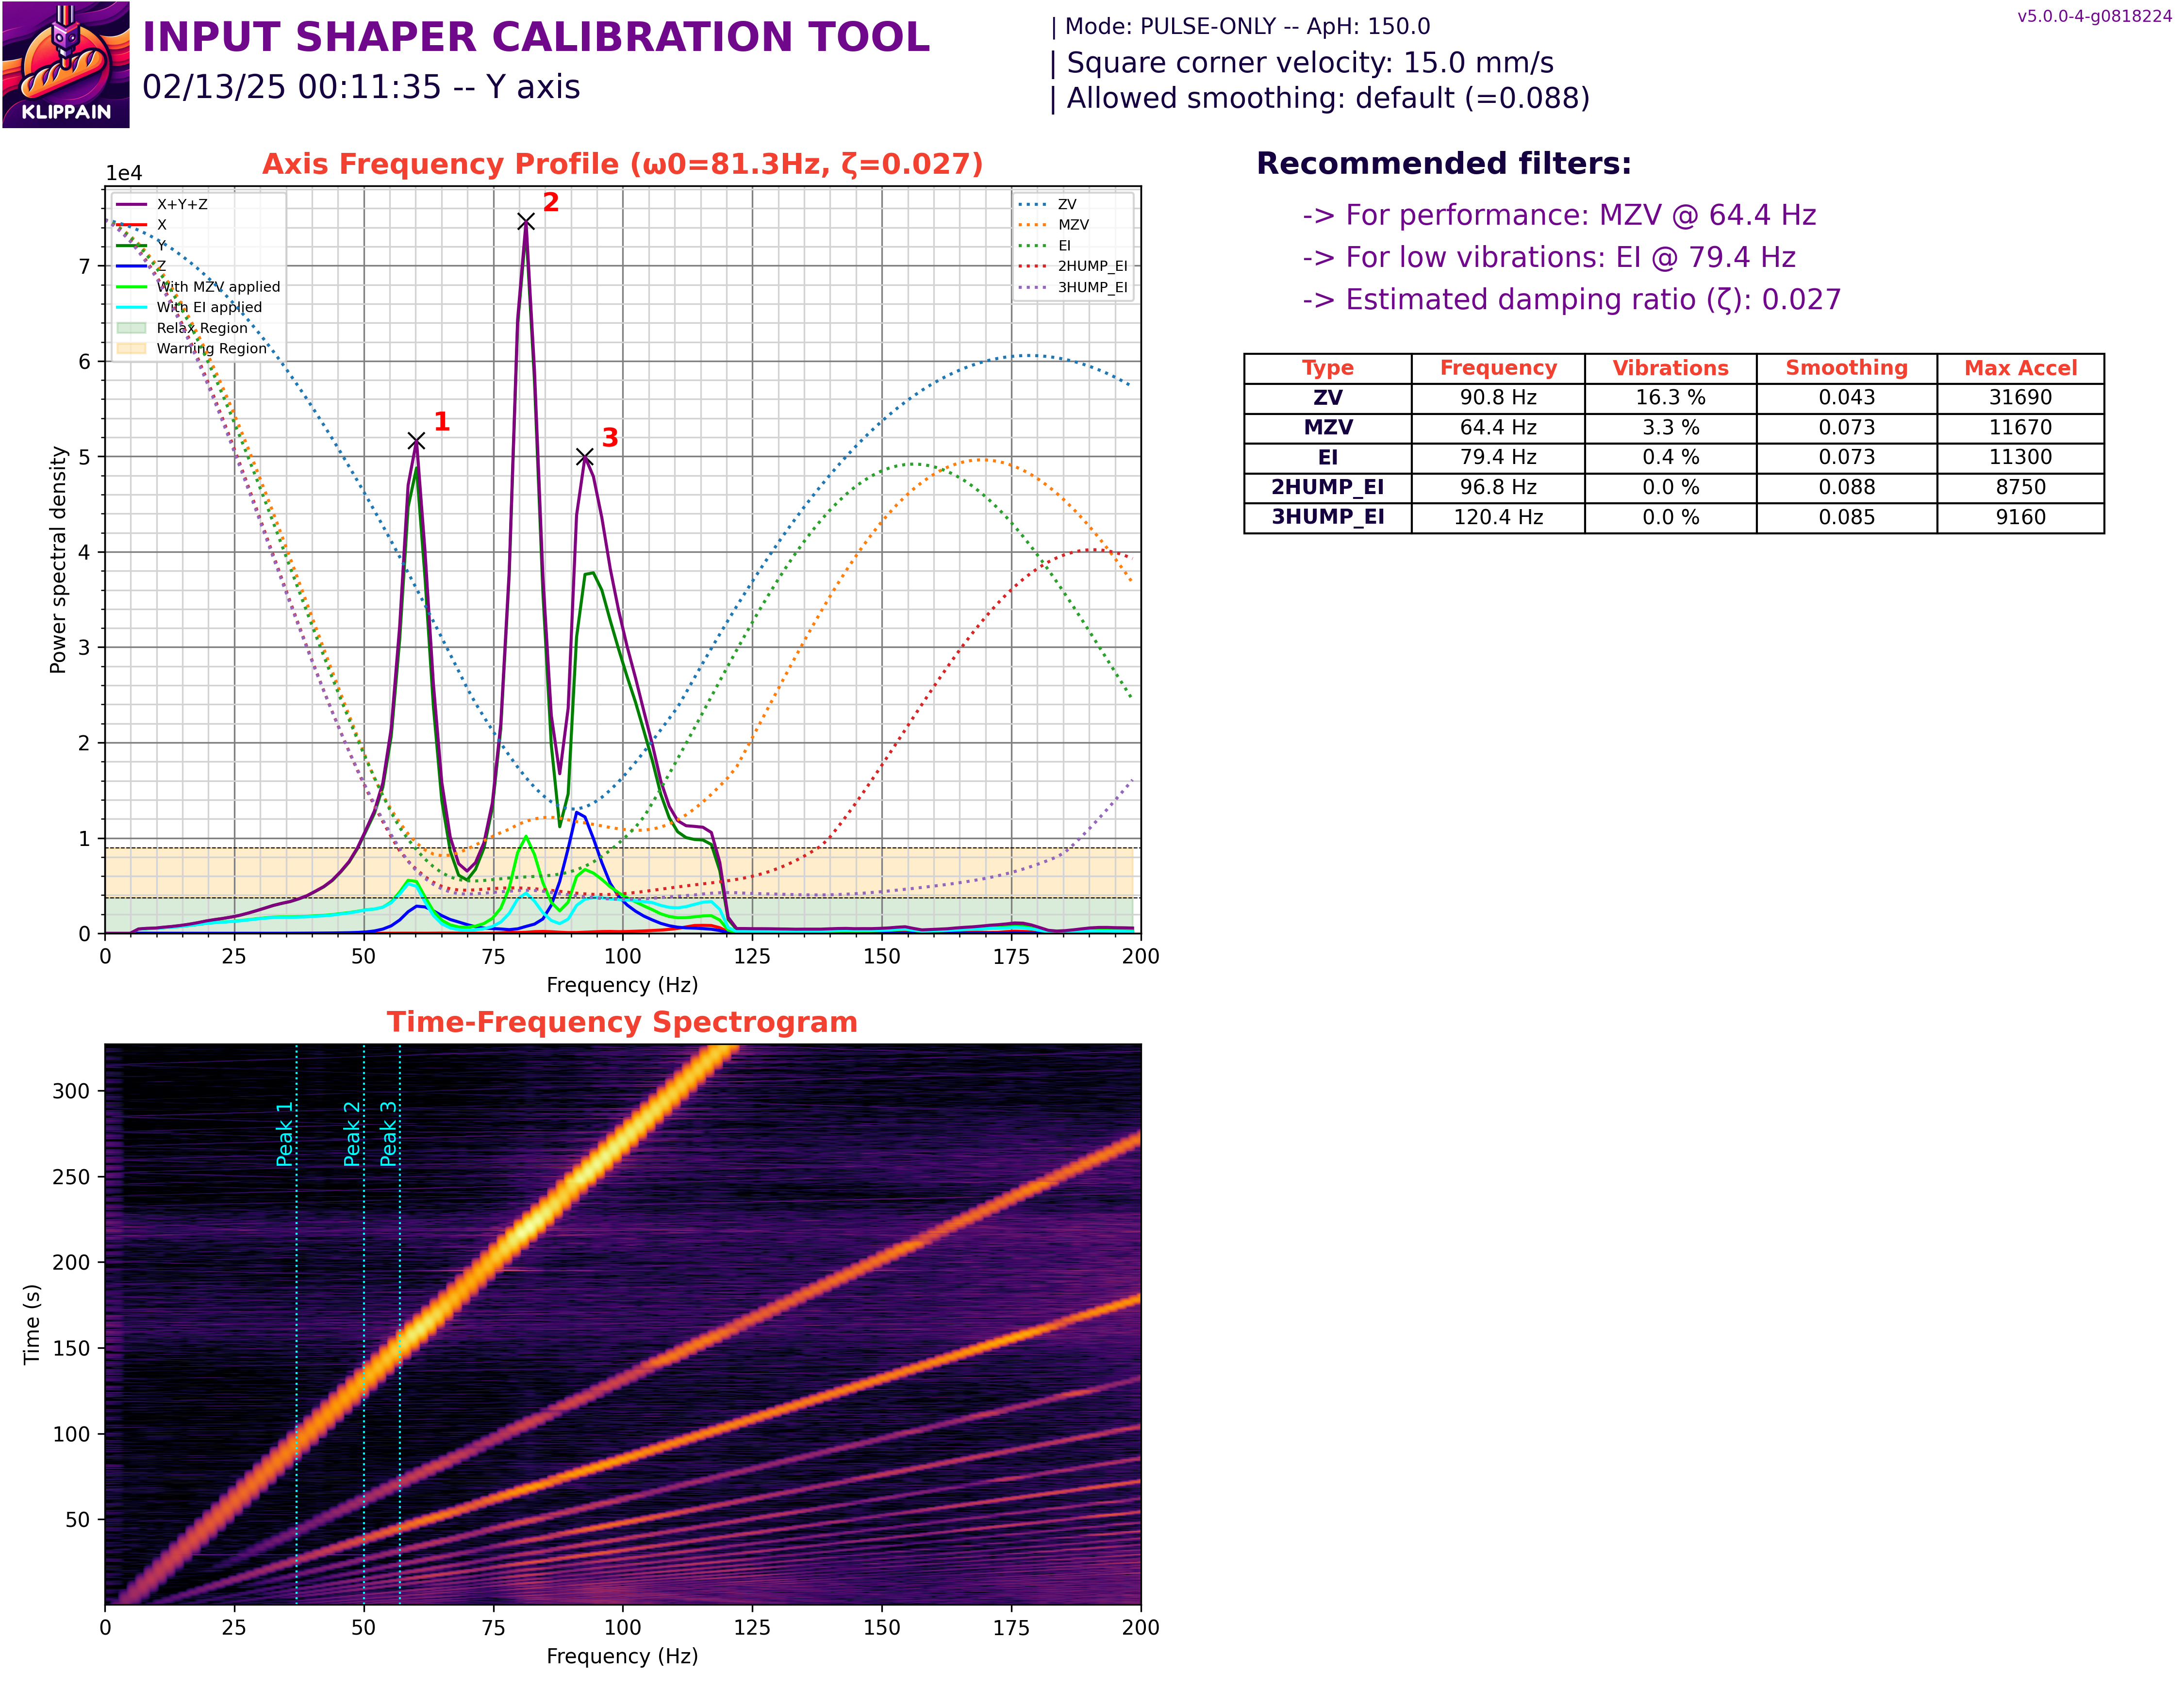 v5.0.0-4-g0818224
KLIPPAIN
INPUT SHAPER CALIBRATION TOOL
02/13/25 00:11:35 -- Y axis
| Mode: PULSE-ONLY -- ApH: 150.0
| Square corner velocity: 15.0 mm/s
| Allowed smoothing: default (=0.088)
Axis Frequency Profile (ω0=81.3Hz, ζ=0.027)
1e4
X+Y+Z
X
Y
Z
With MZV applied
With EI applied
Relax Region
Warning Region
ZV
MZV
EI
2HUMP_EI
3HUMP_EI
1
2
3
Power spectral density
7
6
5
4
3
2
1
0
0 25 50 75 100 125 150 175 200
Frequency (Hz)
Recommended filters:
-> For performance: MZV @ 64.4 Hz
-> For low vibrations: EI @ 79.4 Hz
-> Estimated damping ratio (ζ): 0.027
Type Frequency Vibrations Smoothing Max Accel
ZV 90.8 Hz 16.3 % 0.043 31690
MZV 64.4 Hz 3.3 % 0.073 11670
EI 79.4 Hz 0.4 % 0.073 11300
2HUMP_EI 96.8 Hz 0.0 % 0.088 8750
3HUMP_EI 120.4 Hz 0.0 % 0.085 9160
Time-Frequency Spectrogram
Peak 1
Peak 2
Peak 3
Time (s)
300
250
200
150
100
50
0 25 50 75 100 125 150 175 200
Frequency (Hz)